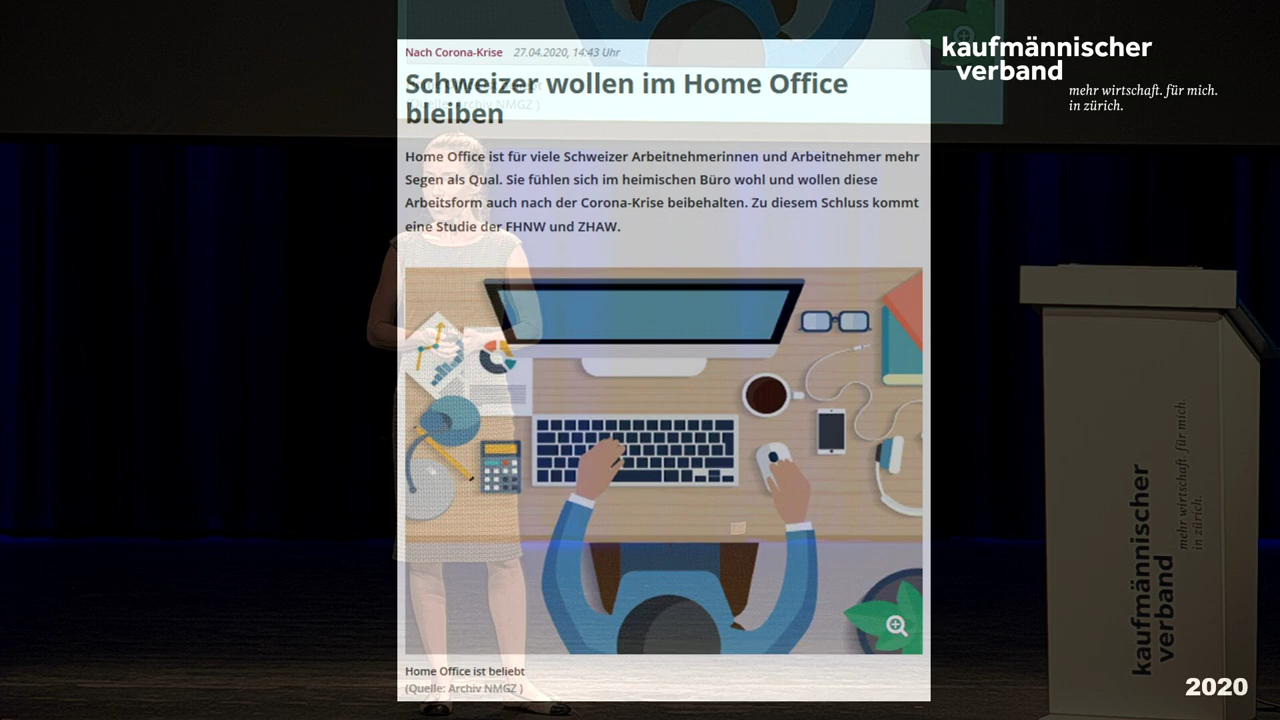 Nach Corona-Krise 27.04.2020, 14:43 Uhr
Schweizer wollen im Home Office
bleiben
Home Office ist für viele Schweizer Arbeitnehmerinnen und Arbeitnehmer mehr
Segen als Qual. Sie fühlen sich im heimischen Büro wohl und wollen diese
Arbeitsform auch nach der Corona-Krise beibehalten. Zu diesem Schluss kommt
eine Studie der FHNW und ZHAW.
Home Office ist beliebt
(Quelle: Archiv NMGZ )
kaufmännischer
verband
mehr wirtschaft. für mich.
in zürich.
kaufmännischer
verband
mehr wirtschaft. für mich.
in zürich.
2020